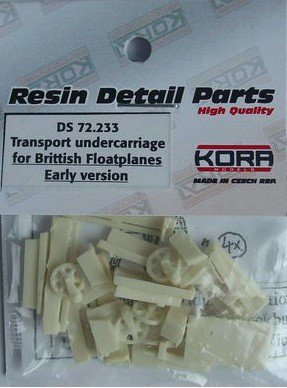 Resin Detail Parts
High Quality
DS 72.233
Transport undercarriage
for Brittish Floatplanes
Early version
KORA
MODELS
MADE IN CZECH REP.
4x